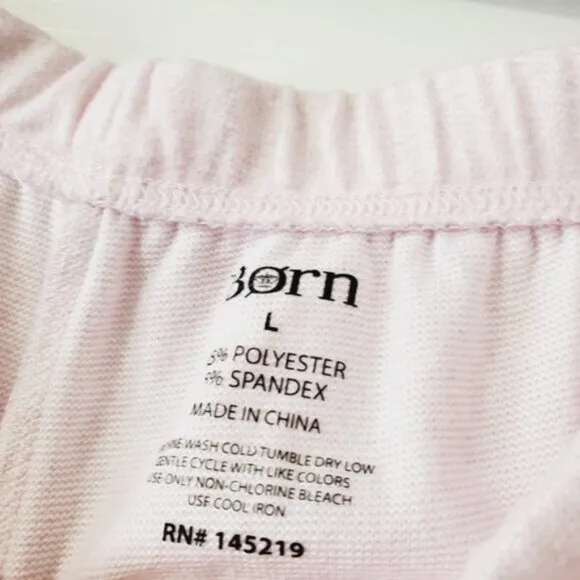 Børn
L
% POLYESTER
% SPANDEX
MADE IN CHINA
WASH COLD TUMBLE DRY LOW
GENTLE CYCLE WITH LIKE COLORS
USE ONLY NON-CHLORINE BLEACH
USE COOL IRON
RN# 145219